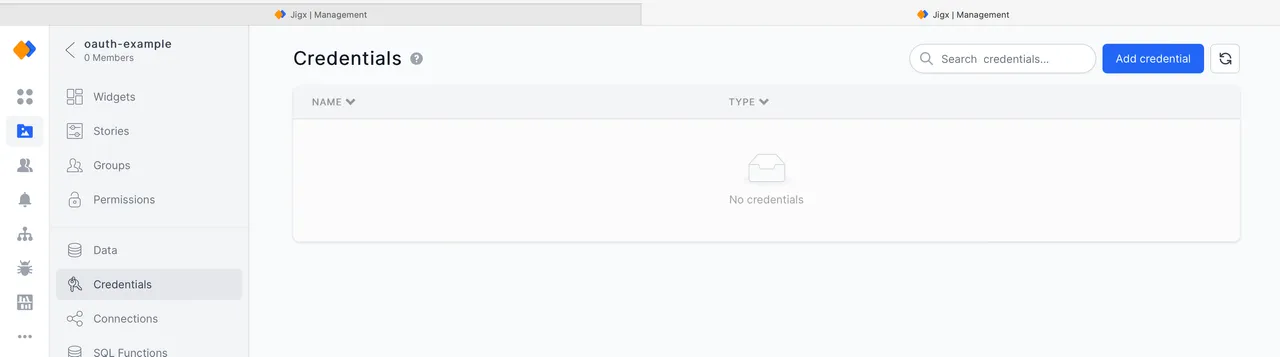 Jigx | Management
Jigx | Management
oauth-example
0 Members
Widgets
Stories
Groups
Permissions
Data
Credentials
Connections
SQL Functions
Credentials ?
Search credentials...
Add credential
NAME
TYPE
No credentials